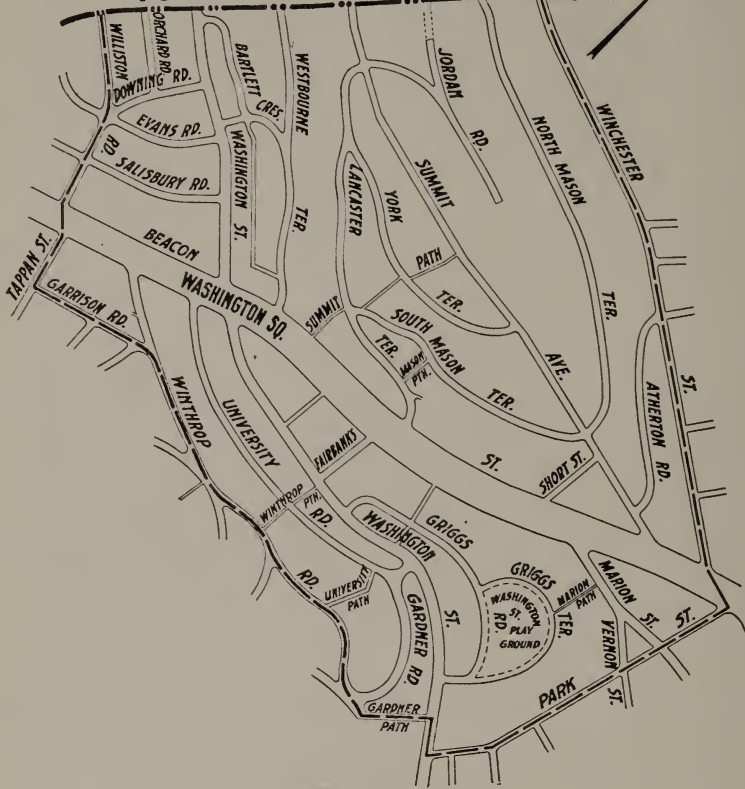 WILLISTON
ORCHARD RD.
DOWNING RD.
BARTLETT
CRES.
WESTBOURNE
TER.
JORDAN
RD.
NORTH MASON
TER.
WINCHESTER
ST.
EVANS RD.
RD.
SALISBURY RD.
WASHINGTON
ST.
LANCASTER
TER.
YORK
TER.
SUMMIT
AVE.
SUMMIT
PATH
TAPPAN ST.
BEACON
ST.
WASHINGTON SQ.
GARRISON RD.
SOUTH MASON
TER.
MASON
PTH.
ATHERTON RD.
WINTHROP
RD.
UNIVERSITY
RD.
FAIRBANKS
SHORT ST.
WINTHROP
PTH.
WASHINGTON
ST.
GRIGGS
RD.
GRIGGS
TER.
UNIVERSITY
PATH
GARDNER RD.
WASHINGTON
ST. PLAY
GROUND
MARION
PATH
MARION
ST.
VERNON
ST.
PARK
ST.
GARDNER
PATH